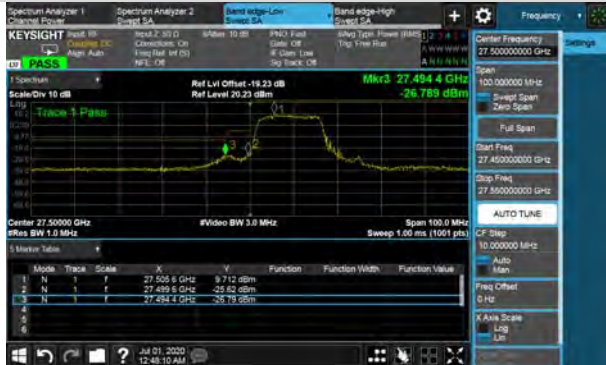 Spectrum Analyzer 1
Channel Power
Spectrum Analyzer 2
Swept SA
Band edge-Low
Swept SA
Band edge-High
Swept SA
Frequency
KEYSIGHT
Input: RF
Coupling: DC
Align: Auto
Input Z: 50 Ω
Corrections: On
Freq Ref: Int (S)
NFE: Off
#Atten: 10 dB
PNO: Fast
Gate: Off
IF Gain: Low
Sig Track: Off
#Avg Type: Power (RMS)
Trig: Free Run
PASS
Center Frequency
27.500000000 GHz
Settings
Span
100.000000 MHz
Swept Span
Zero Span
Full Span
Start Freq
27.450000000 GHz
Stop Freq
27.550000000 GHz
AUTO TUNE
CF Step
10.000000 MHz
Auto
Man
Freq Offset
0 Hz
X Axis Scale
Log
Lin
1 Spectrum
Scale/Div 10 dB
Ref Lvl Offset -19.23 dB
Ref Level 20.23 dBm
Mkr3 27.494 4 GHz
-26.789 dBm
Log
Trace 1 Pass
1
2
3
Center 27.50000 GHz
#Res BW 1.0 MHz
#Video BW 3.0 MHz
Span 100.0 MHz
Sweep 1.00 ms (1001 pts)
5 Marker Table
Mode Trace Scale X Y Function Function Width Function Value
1 N 1 f 27.505 6 GHz 9.712 dBm
2 N 1 f 27.499 6 GHz -25.62 dBm
3 N 1 f 27.494 4 GHz -26.79 dBm
4
5
6
Jul 01, 2020
12:48:10 AM